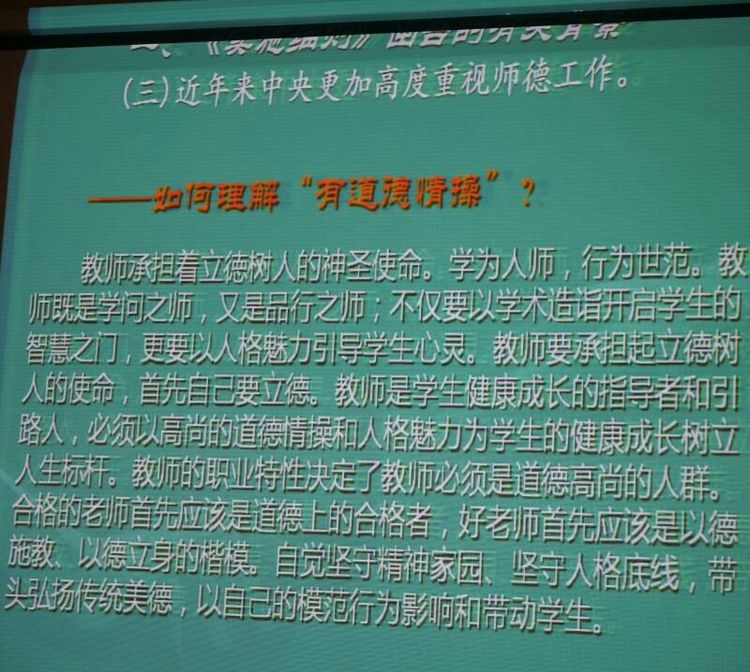 、《实施细则》出台的有关背景
(三)近年来中央更加高度重视师德工作。
——如何理解“有道德情操”？
教师承担着立德树人的神圣使命。学为人师，行为世范。教
师既是学问之师，又是品行之师；不仅要以学术造诣开启学生的
智慧之门，更要以人格魅力引导学生心灵。教师要承担起立德树
人的使命，首先自己要立德。教师是学生健康成长的指导者和引
路人，必须以高尚的道德情操和人格魅力为学生的健康成长树立
人生标杆。教师的职业特性决定了教师必须是道德高尚的人群。
合格的老师首先应该是道德上的合格者，好老师首先应该是以德
施教、以德立身的楷模。自觉坚守精神家园、坚守人格底线，带
头弘扬传统美德，以自己的模范行为影响和带动学生。